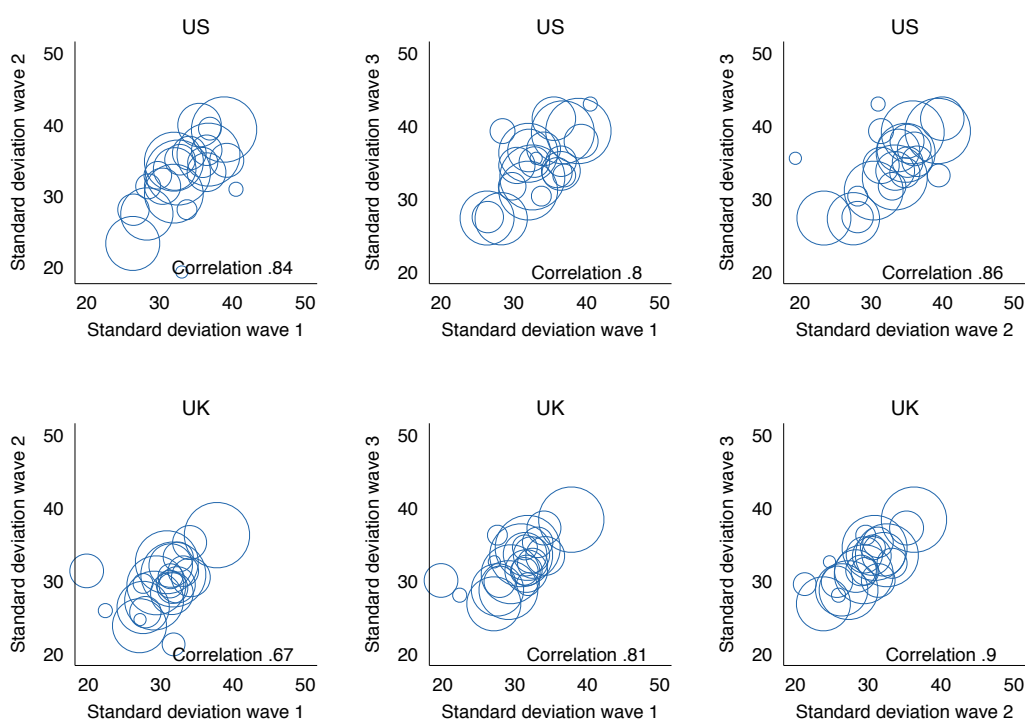 US
Standard deviation wave 2
50
40
30
20
Correlation .84
20 30 40 50
Standard deviation wave 1
US
Standard deviation wave 3
50
40
30
20
Correlation .8
20 30 40 50
Standard deviation wave 1
US
Standard deviation wave 3
50
40
30
20
Correlation .86
20 30 40 50
Standard deviation wave 2
UK
Standard deviation wave 2
50
40
30
20
Correlation .67
20 30 40 50
Standard deviation wave 1
UK
Standard deviation wave 3
50
40
30
20
Correlation .81
20 30 40 50
Standard deviation wave 1
UK
Standard deviation wave 3
50
40
30
20
Correlation .9
20 30 40 50
Standard deviation wave 2